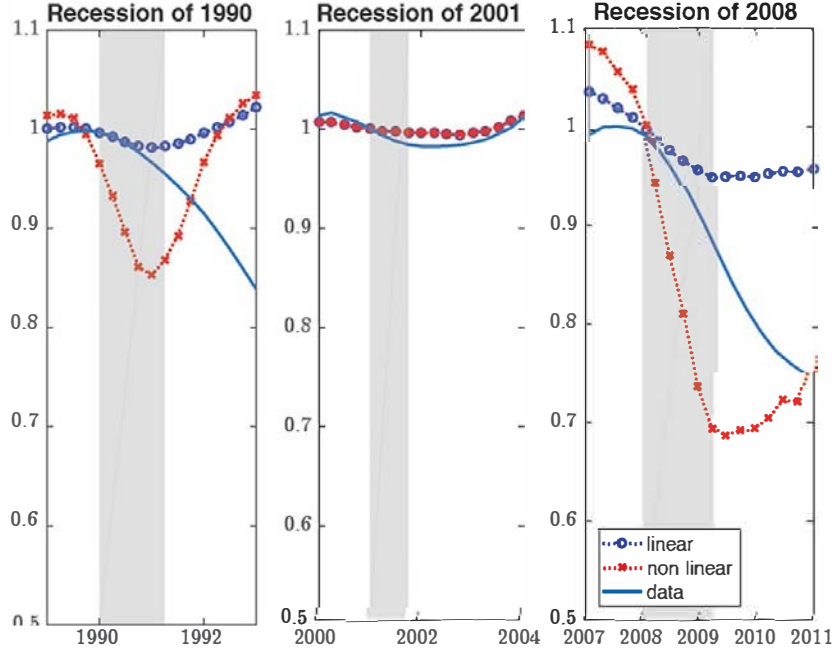 Recession of 1990
1.1
1
0.9
0.8
0.7
0.6
0.5
1990 1992
Recession of 2001
1.1
1
0.9
0.8
0.7
0.6
0.5
2000 2002 2004
Recession of 2008
1.1
1
0.9
0.8
0.7
0.6
0.5
2007 2008 2009 2010 2011
linear
non linear
data